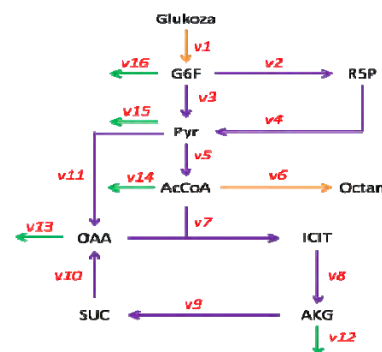 Glukoza
v1
v16 G6F v2 R5P
v15 v3
v4
Pyr
v11 v5
v14 AcCoA v6 Octan
v13 v7
OAA ICIT
v10 v8
SUC v9 AKG
v12